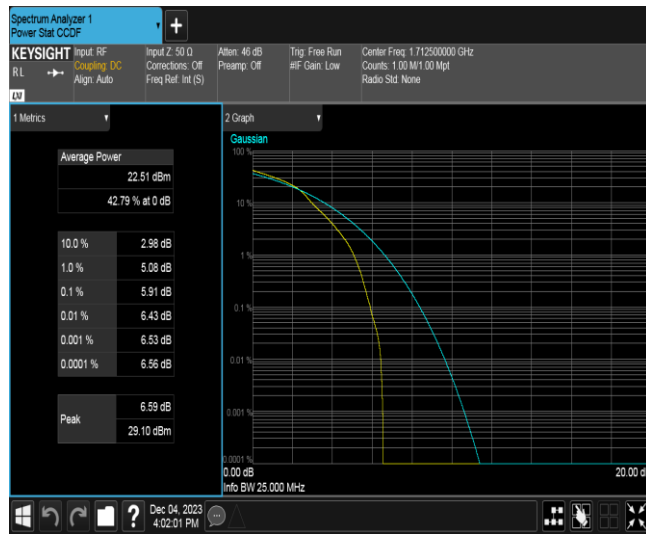 Spectrum Analyzer 1
Power Stat CCDF
+
KEYSIGHT
RL
LXI
Input: RF
Coupling: DC
Align: Auto
Input Z: 50 Ω
Corrections: Off
Freq Ref: Int (S)
Atten: 46 dB
Preamp: Off
Trig: Free Run
#IF Gain: Low
Center Freq: 1.712500000 GHz
Counts: 1.00 M/1.00 Mpt
Radio Std: None
1 Metrics
Average Power
22.51 dBm
42.79 % at 0 dB
10.0 % 2.98 dB
1.0 % 5.08 dB
0.1 % 5.91 dB
0.01 % 6.43 dB
0.001 % 6.53 dB
0.0001 % 6.56 dB
Peak
6.59 dB
29.10 dBm
2 Graph
Gaussian
100 %
10 %
1 %
0.1 %
0.01 %
0.001 %
0.0001 %
0.00 dB
20.00 d
Info BW 25.000 MHz
?
Dec 04, 2023
4:02:01 PM